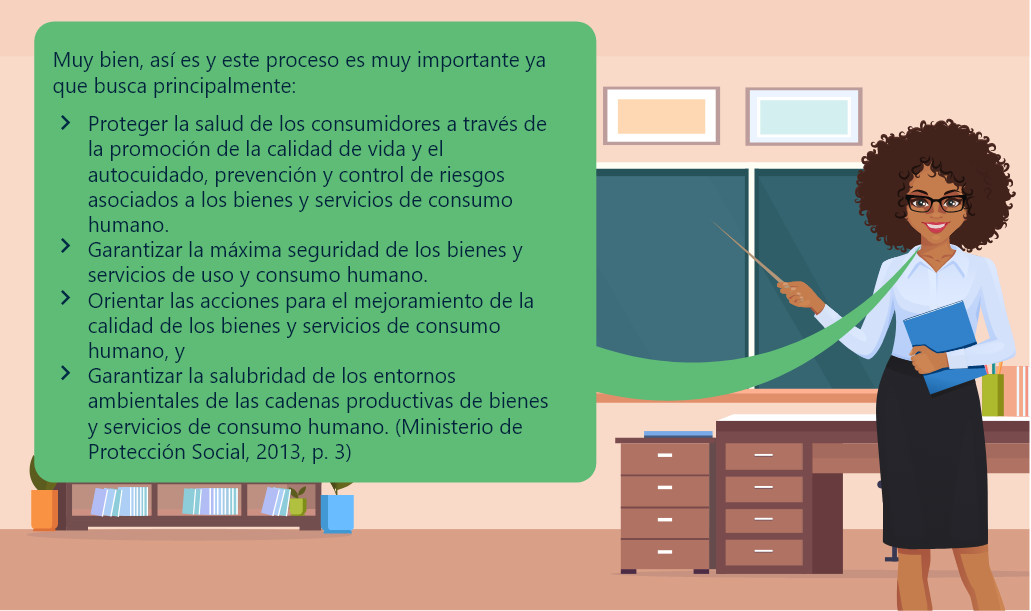 Muy bien, así es y este proceso es muy importante ya
que busca principalmente:
Proteger la salud de los consumidores a través de
la promoción de la calidad de vida y el
autocuidado, prevención y control de riesgos
asociados a los bienes y servicios de consumo
humano.
Garantizar la máxima seguridad de los bienes y
servicios de uso y consumo humano.
Orientar las acciones para el mejoramiento de la
calidad de los bienes y servicios de consumo
humano, y
Garantizar la salubridad de los entornos
ambientales de las cadenas productivas de bienes
y servicios de consumo humano. (Ministerio de
Protección Social, 2013, p. 3)